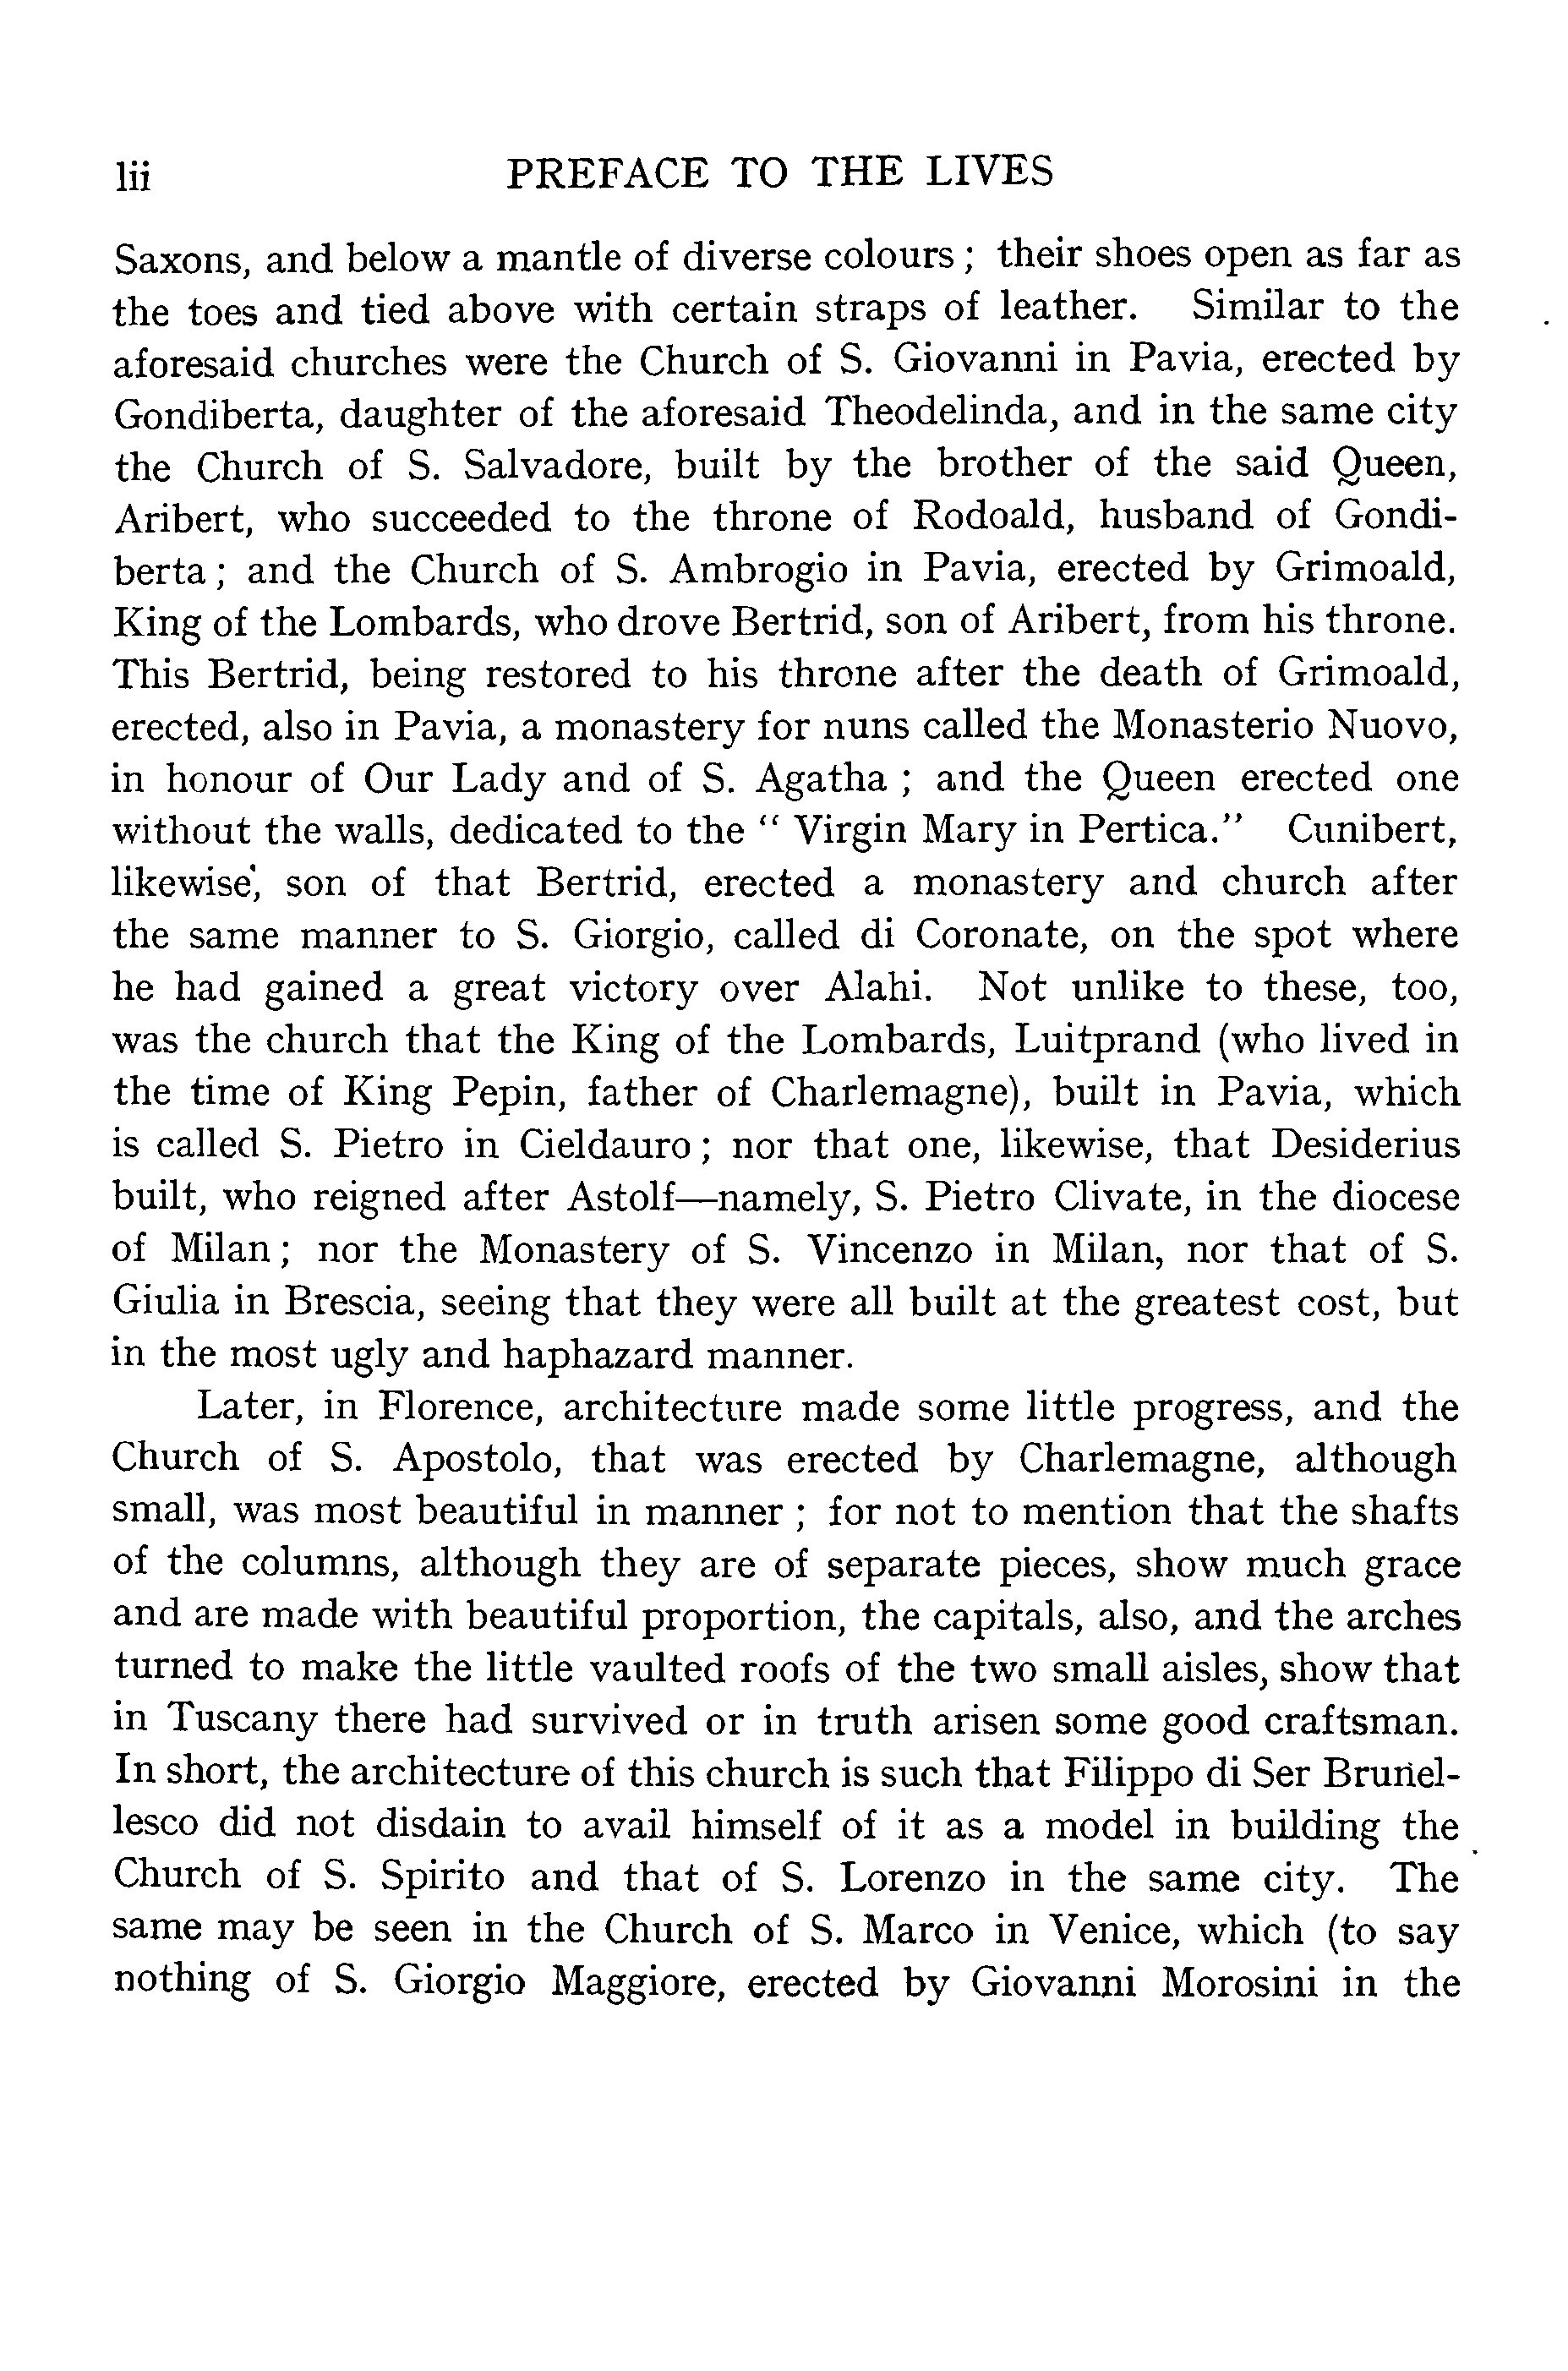 lii PREFACE TO THE LIVES
Saxons, and below a mantle of diverse colours; their shoes open as far as
the toes and tied above with certain straps of leather. Similar to the
aforesaid churches were the Church of S. Giovanni in Pavia, erected by
Gondiberta, daughter of the aforesaid Theodelinda, and in the same city
the Church of S. Salvadore, built by the brother of the said Queen,
Aribert, who succeeded to the throne of Rodoald, husband of Gondi-
berta; and the Church of S. Ambrogio in Pavia, erected by Grimoald,
King of the Lombards, who drove Bertrid, son of Aribert, from his throne.
This Bertrid, being restored to his throne after the death of Grimoald,
erected, also in Pavia, a monastery for nuns called the Monasterio Nuovo,
in honour of Our Lady and of S. Agatha; and the Queen erected one
without the walls, dedicated to the “Virgin Mary in Pertica.” Cunibert,
likewise, son of that Bertrid, erected a monastery and church after
the same manner to S. Giorgio, called di Coronate, on the spot where
he had gained a great victory over Alahi. Not unlike to these, too,
was the church that the King of the Lombards, Luitprand (who lived in
the time of King Pepin, father of Charlemagne), built in Pavia, which
is called S. Pietro in Cieldauro; nor that one, likewise, that Desiderius
built, who reigned after Astolf—namely, S. Pietro Clivate, in the diocese
of Milan; nor the Monastery of S. Vincenzo in Milan, nor that of S.
Giulia in Brescia, seeing that they were all built at the greatest cost, but
in the most ugly and haphazard manner.
Later, in Florence, architecture made some little progress, and the
Church of S. Apostolo, that was erected by Charlemagne, although
small, was most beautiful in manner; for not to mention that the shafts
of the columns, although they are of separate pieces, show much grace
and are made with beautiful proportion, the capitals, also, and the arches
turned to make the little vaulted roofs of the two small aisles, show that
in Tuscany there had survived or in truth arisen some good craftsman.
In short, the architecture of this church is such that Filippo di Ser Brunel-
lesco did not disdain to avail himself of it as a model in building the
Church of S. Spirito and that of S. Lorenzo in the same city. The
same may be seen in the Church of S. Marco in Venice, which (to say
nothing of S. Giorgio Maggiore, erected by Giovanni Morosini in the